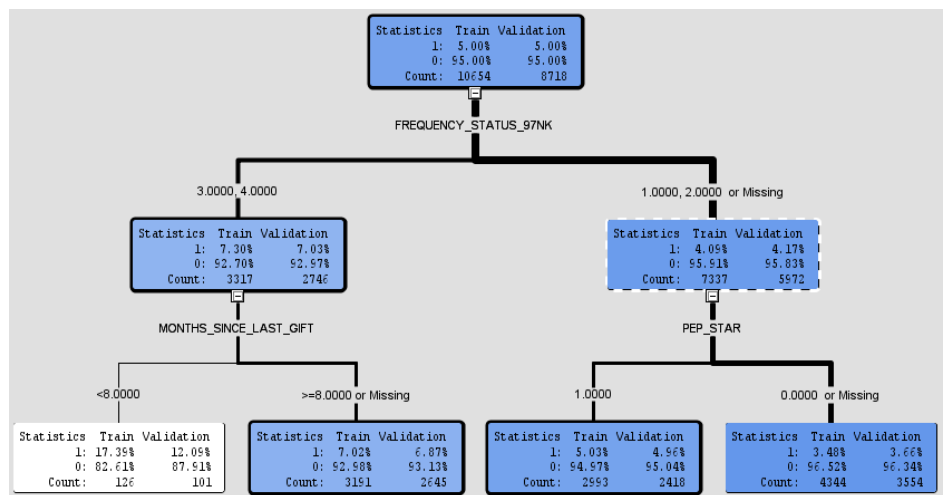 Statistics Train Validation
1: 5.00% 5.00%
0: 95.00% 95.00%
Count: 10654 8718
FREQUENCY_STATUS_97NK
3.0000, 4.0000
1.0000, 2.0000 or Missing
Statistics Train Validation
1: 7.30% 7.03%
0: 92.70% 92.97%
Count: 3317 2746
Statistics Train Validation
1: 4.09% 4.17%
0: 95.91% 95.83%
Count: 7337 5972
MONTHS_SINCE_LAST_GIFT
PEP_STAR
<8.0000
>=8.0000 or Missing
1.0000
0.0000 or Missing
Statistics Train Validation
1: 17.39% 12.09%
0: 82.61% 87.91%
Count: 126 101
Statistics Train Validation
1: 7.02% 6.87%
0: 92.98% 93.13%
Count: 3191 2645
Statistics Train Validation
1: 5.03% 4.96%
0: 94.97% 95.04%
Count: 2993 2418
Statistics Train Validation
1: 3.48% 3.66%
0: 96.52% 96.34%
Count: 4344 3554